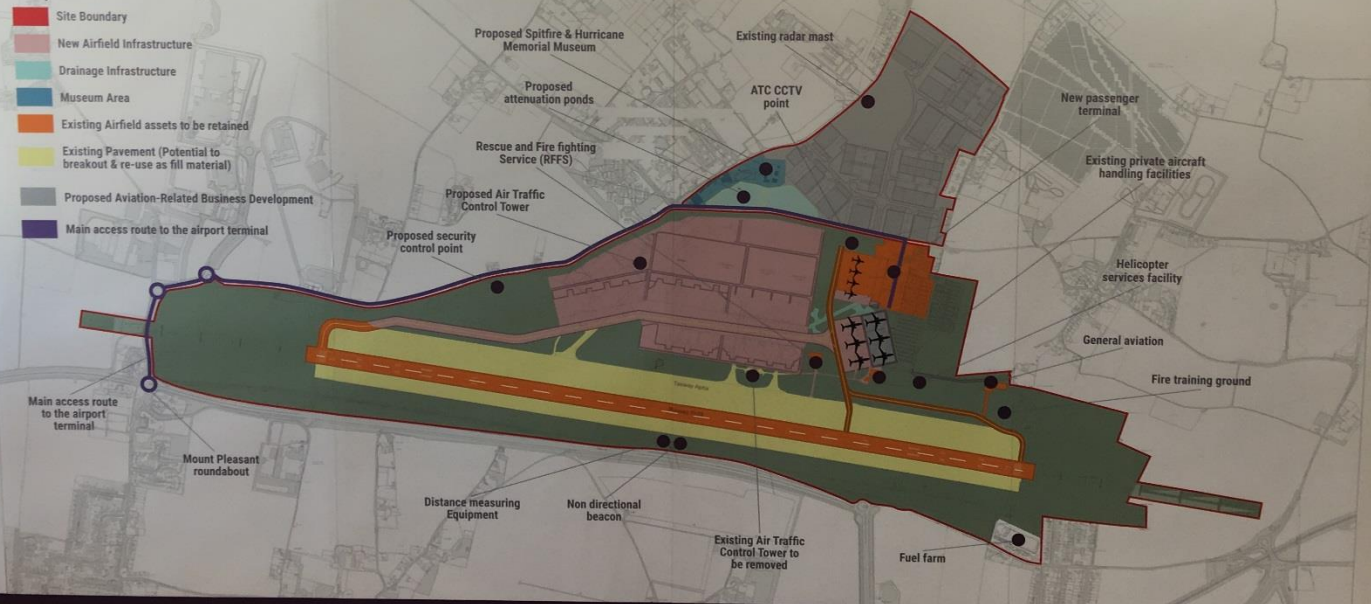 Site Boundary
New Airfield Infrastructure
Drainage Infrastructure
Museum Area
Existing Airfield assets to be retained
Existing Pavement (Potential to
breakout & re-use as fill material)
Proposed Aviation-Related Business Development
Main access route to the airport terminal
Proposed Spitfire & Hurricane
Memorial Museum
Existing radar mast
Proposed
attenuation ponds
ATC CCTV
point
New passenger
terminal
Rescue and Fire fighting
Service (RFFS)
Existing private aircraft
handling facilities
Proposed Air Traffic
Control Tower
Proposed security
control point
Helicopter
services facility
General aviation
Fire training ground
Main access route
to the airport
terminal
Mount Pleasant
roundabout
Distance measuring
Equipment
Non directional
beacon
Existing Air Traffic
Control Tower to
be removed
Fuel farm